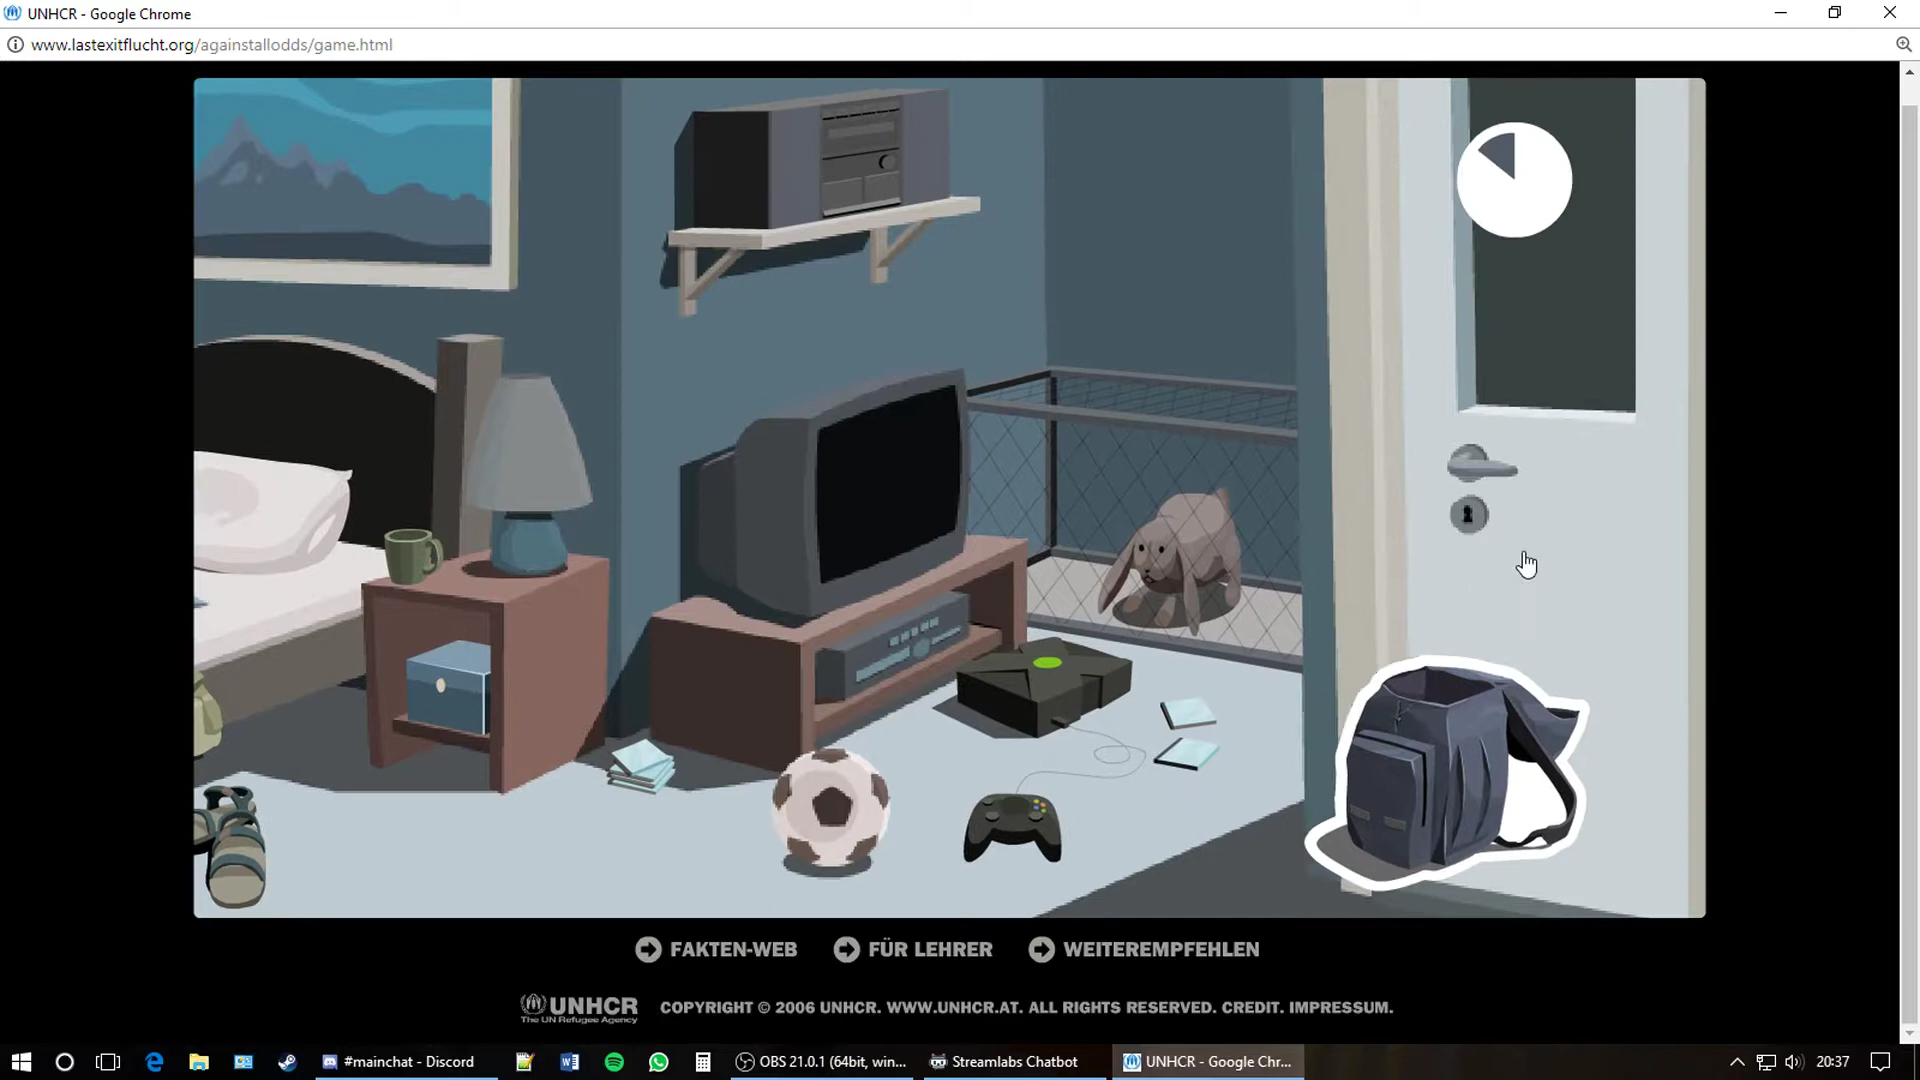 UNHCR - Google Chrome
www.lastexitflucht.org/againstallodds/game.html
FAKTEN-WEB FÜR LEHRER WEITEREMPFEHLEN
UNHCR
The UN Refugee Agency
COPYRIGHT © 2006 UNHCR. WWW.UNHCR.AT. ALL RIGHTS RESERVED. CREDIT. IMPRESSUM.
#mainchat - Discord OBS 21.0.1 (64bit, win... Streamlabs Chatbot UNHCR - Google Chr... 20:37